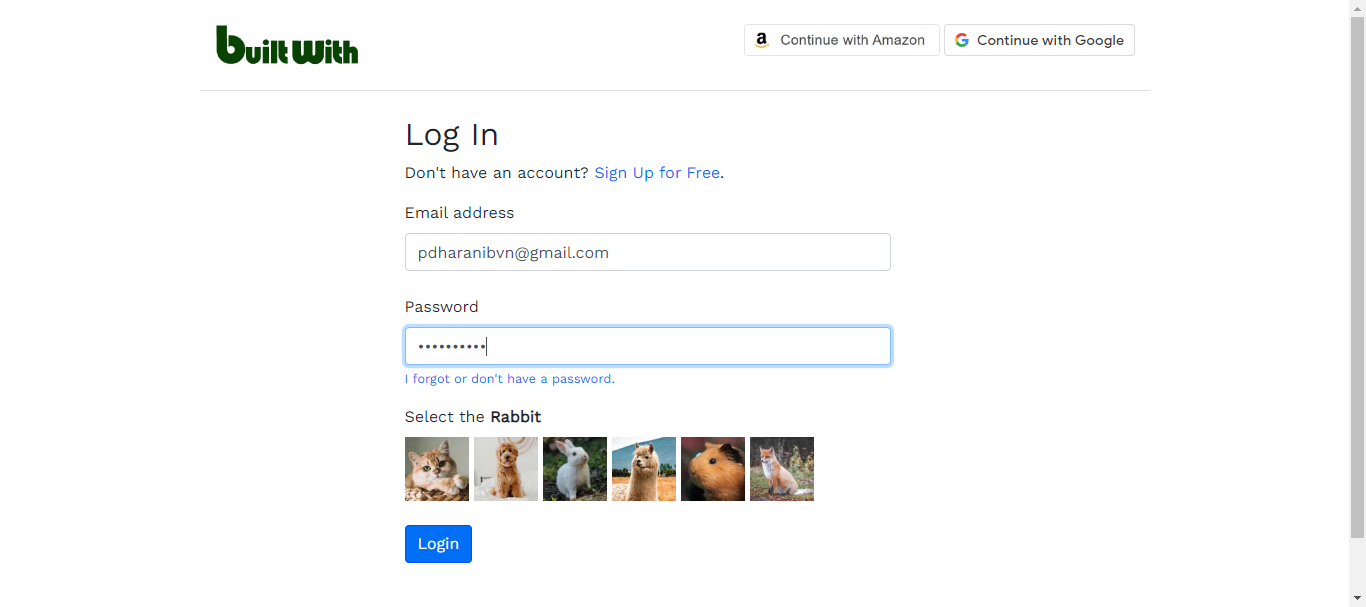 builtwith
Continue with Amazon
Continue with Google
Log In
Don't have an account? Sign Up for Free.
Email address
pdharanibvn@gmail.com
Password
••••••••••
I forgot or don't have a password.
Select the Rabbit
Login